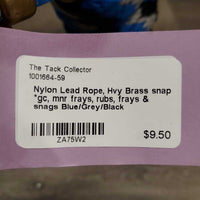 The Tack Collector
1001664-59
Nylon Lead Rope, Hvy Brass snap
*gc, mnr frays, rubs, frays &
snags Blue/Grey/Black
$9.50
ZA75W2